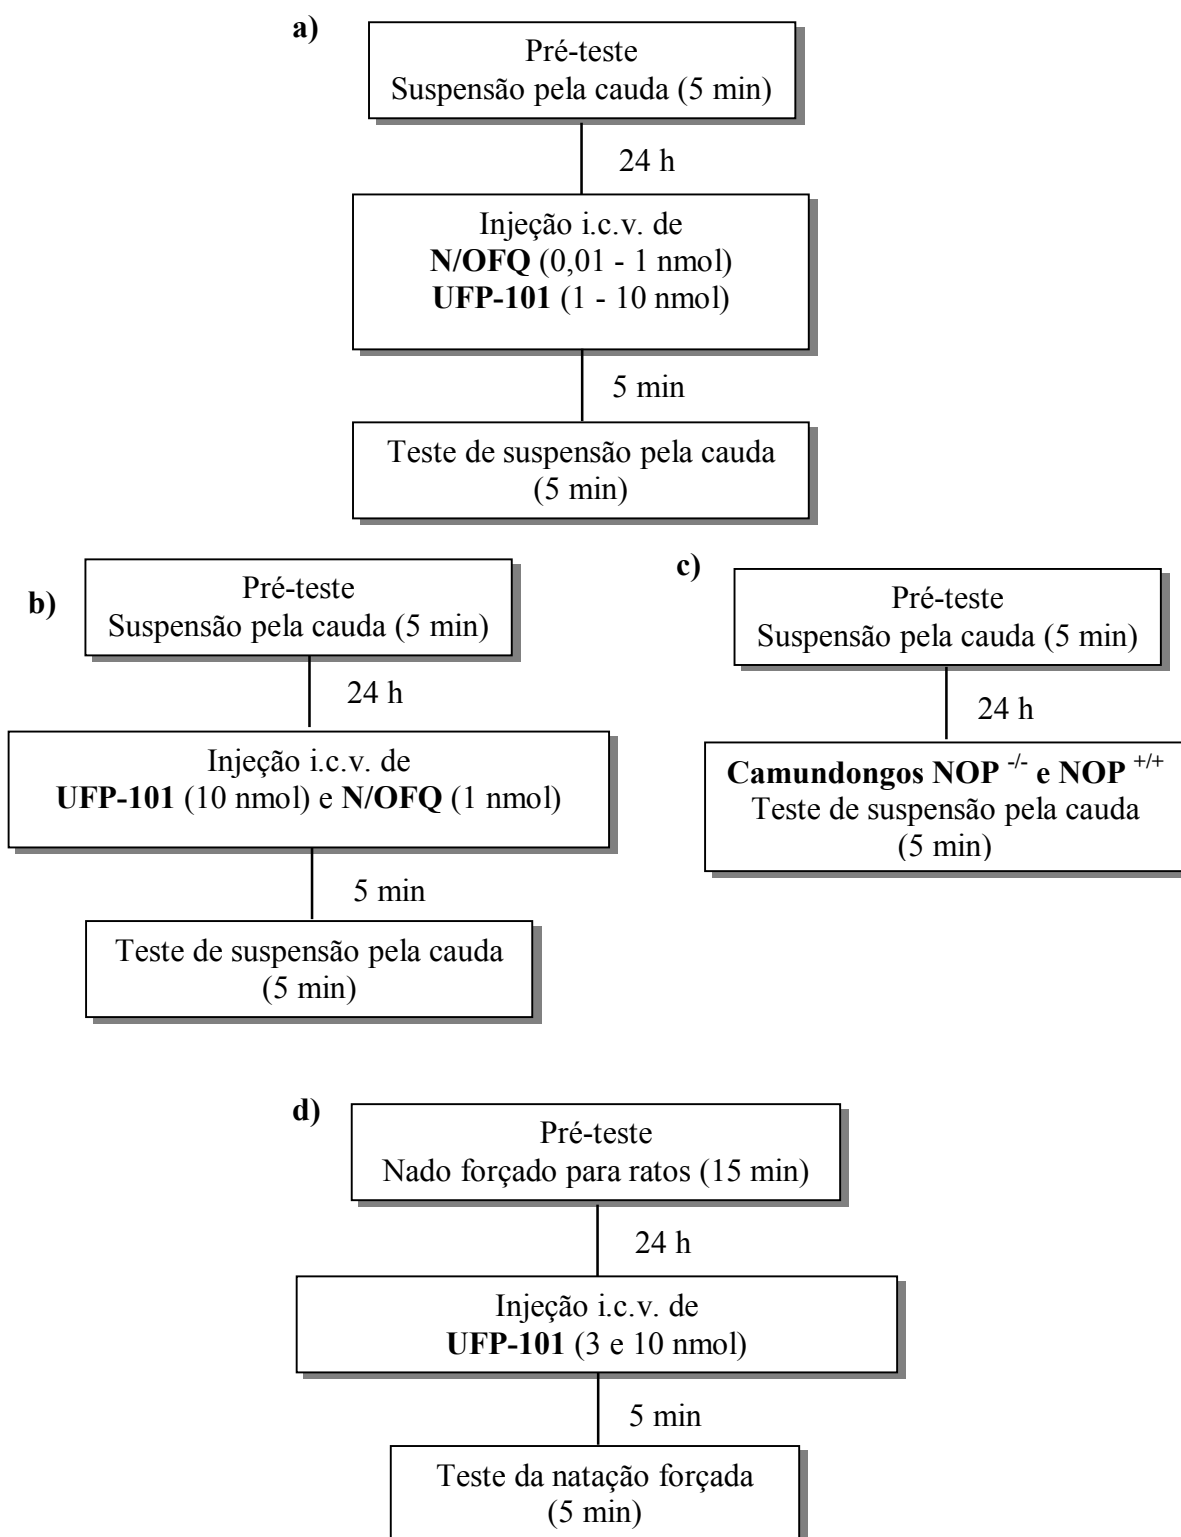 a)
Pré-teste
Suspensão pela cauda (5 min)
24 h
Injeção i.c.v. de
N/OFQ (0,01 - 1 nmol)
UFP-101 (1 - 10 nmol)
5 min
Teste de suspensão pela cauda
(5 min)
b)
Pré-teste
Suspensão pela cauda (5 min)
24 h
Injeção i.c.v. de
UFP-101 (10 nmol) e N/OFQ (1 nmol)
5 min
Teste de suspensão pela cauda
(5 min)
c)
Pré-teste
Suspensão pela cauda (5 min)
24 h
Camundongos NOP -/- e NOP +/+
Teste de suspensão pela cauda
(5 min)
d)
Pré-teste
Nado forçado para ratos (15 min)
24 h
Injeção i.c.v. de
UFP-101 (3 e 10 nmol)
5 min
Teste da natação forçada
(5 min)